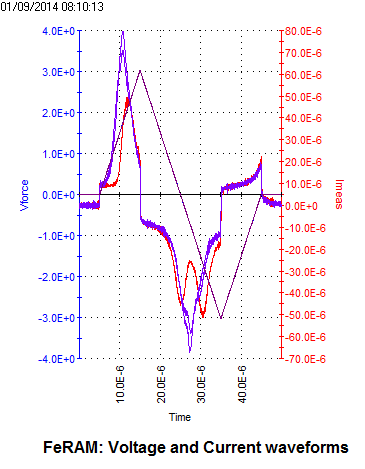 01/09/2014 08:10:13
4.0E+0
3.0E+0
2.0E+0
1.0E+0
0.0E+0
-1.0E+0
-2.0E+0
-3.0E+0
-4.0E+0
Vforce
80.0E-6
70.0E-6
60.0E-6
50.0E-6
40.0E-6
30.0E-6
20.0E-6
10.0E-6
0.0E+0
-10.0E-6
-20.0E-6
-30.0E-6
-40.0E-6
-50.0E-6
-60.0E-6
-70.0E-6
Imeas
10.0E-6
20.0E-6
30.0E-6
40.0E-6
Time
FeRAM: Voltage and Current waveforms